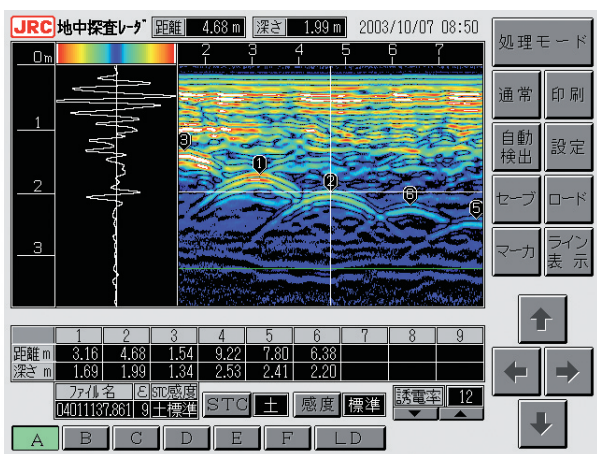 JRC 地中探査レーダ 距離 4.68 m 深さ 1.99 m 2003/10/07 08:50
処理モード
0m 2 3 4 5 6 7
通常 印刷
1
自動検出 設定
③ ① ② ⑥ ⑤
2
セーブ ロード
3
マーカ ライン表示
1 2 3 4 5 6 7 8 9
距離 m 3.16 4.68 1.54 9.22 7.80 6.38
深さ m 1.69 1.99 1.34 2.53 2.41 2.20
ファイル名 ε STC感度
04011137.861 9 土標準 STC 土 感度 標準 誘電率 12
A B C D E F LD